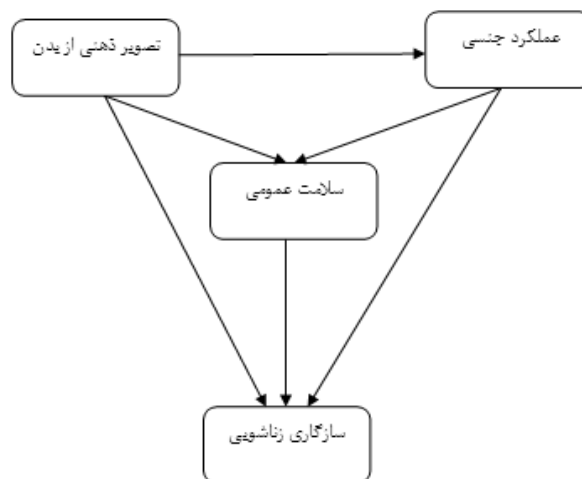 تصویر ذهنی از بدن
عملکرد جنسی
سلامت عمومی
سازگاری زناشویی